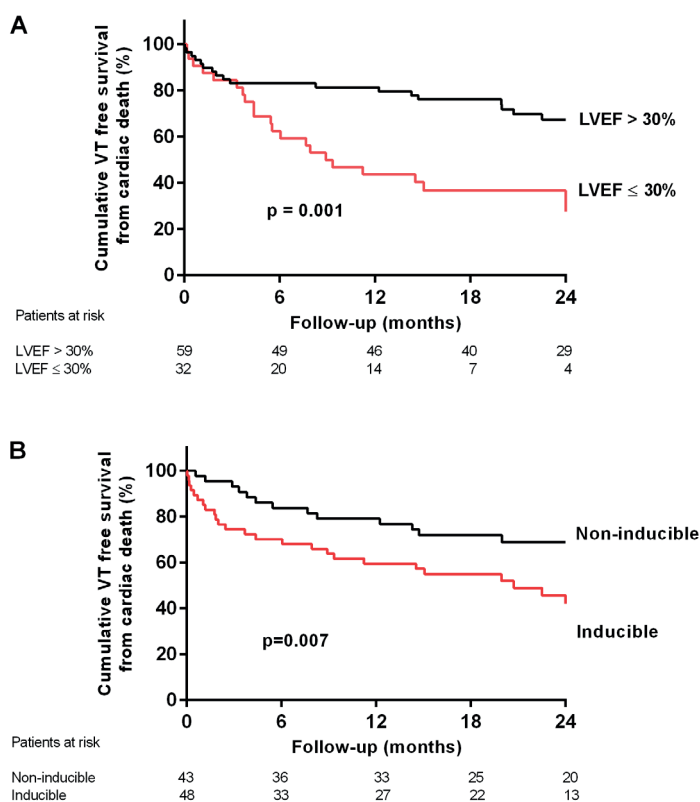 A
Cumulative VT free survival
from cardiac death (%)
100
80
60
40
20
0
LVEF > 30%
LVEF ≤ 30%
p = 0.001
0 6 12 18 24
Follow-up (months)
Patients at risk
LVEF > 30% 59 49 46 40 29
LVEF ≤ 30% 32 20 14 7 4
B
Cumulative VT free survival
from cardiac death (%)
100
80
60
40
20
0
Non-inducible
Inducible
p=0.007
0 6 12 18 24
Follow-up (months)
Patients at risk
Non-inducible 43 36 33 25 20
Inducible 48 33 27 22 13